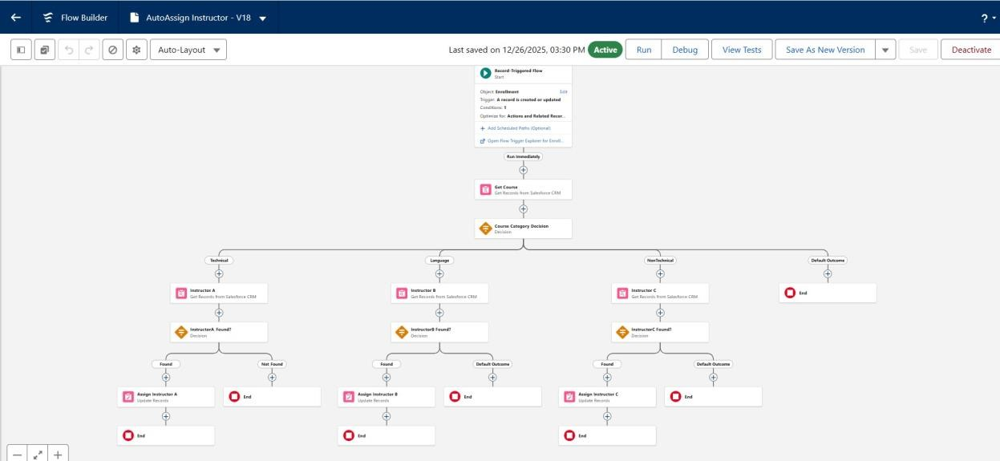 Flow Builder
AutoAssign Instructor - V18
?
Auto-Layout
Last saved on 12/26/2025, 03:30 PM
Active
Run
Debug
View Tests
Save As New Version
Save
Deactivate
Record-Triggered Flow
Start
Object: Enrollment
Edit
Trigger: A record is created or updated
Conditions: 1
Optimize for: Actions and Related Recor...
+ Add Scheduled Paths (Optional)
Open Flow Trigger Explorer for Enroll...
Run Immediately
Get Course
Get Records from Salesforce CRM
Course Category Decision
Decision
Technical
Language
NonTechnical
Default Outcome
Instructor A
Get Records from Salesforce CRM
Instructor B
Get Records from Salesforce CRM
Instructor C
Get Records from Salesforce CRM
End
InstructorA Found?
Decision
InstructorB Found?
Decision
InstructorC Found?
Decision
Found
Not Found
Found
Default Outcome
Found
Default Outcome
Assign Instructor A
Update Records
End
Assign Instructor B
Update Records
End
Assign Instructor C
Update Records
End
End
End
End